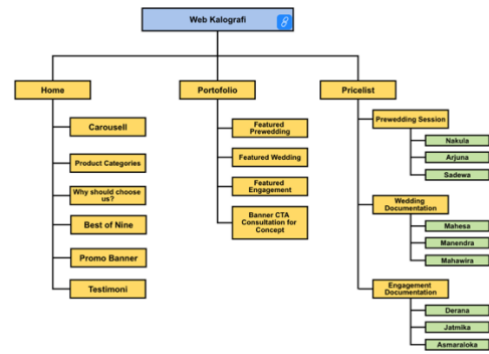 Web Kalografi
Home
Portofolio
Pricelist
Carousell
Product Categories
Why should choose
us?
Best of Nine
Promo Banner
Testimoni
Featured
Prewedding
Featured Wedding
Featured
Engagement
Banner CTA
Consultation for
Concept
Prewedding Session
Nakula
Arjuna
Sadewa
Wedding
Documentation
Mahesa
Manendra
Mahawira
Engagement
Documentation
Derana
Jatmika
Asmaraloka